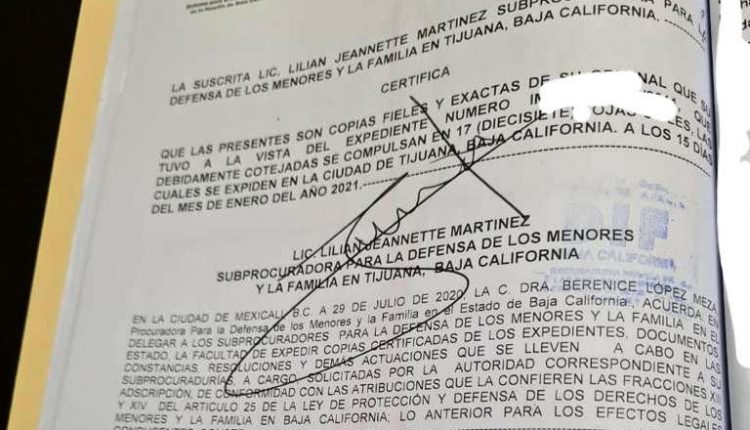 LA SUSCRITA LIC. LILIAN JEANNETTE MARTINEZ SUBPROCURADORA PARA LA
DEFENSA DE LOS MENORES Y LA FAMILIA EN TIJUANA, BAJA CALIFORNIA. ----------
CERTIFICA
QUE LAS PRESENTES SON COPIAS FIELES Y EXACTAS DE SU ORIGINAL QUE SE
TUVO A LA VISTA DEL EXPEDIENTE NUMERO QUE
DEBIDAMENTE COTEJADAS SE COMPULSAN EN 17 (DIECISIETE) FOJAS UTILES, LAS
CUALES SE EXPIDEN EN LA CIUDAD DE TIJUANA, BAJA CALIFORNIA. A LOS 15 DÍAS
DEL MES DE ENERO DEL AÑO 2021.----------
LIC. LILIAN JEANNETTE MARTINEZ
SUBPROCURADORA PARA LA DEFENSA DE LOS MENORES
Y LA FAMILIA EN TIJUANA, BAJA CALIFORNIA
DIF
CALIFORNIA
EN LA CIUDAD DE MEXICALI, B.C. A 29 DE JULIO DE 2020, LA C. DRA. BERENICE LÓPEZ MEZA,
Procuradora Para la Defensa de los Menores y la Familia en el Estado de Baja California, ACUERDA, EN
DELEGAR A LOS SUBPROCURADORES PARA LA DEFENSA DE LOS MENORES Y LA FAMILIA EN EL
ESTADO, LA FACULTAD DE EXPEDIR COPIAS CERTIFICADAS DE LOS EXPEDIENTES, DOCUMENTOS
CONSTANCIAS, RESOLUCIONES Y DEMÁS ACTUACIONES QUE SE LLEVEN A CABO EN LAS
SUBPROCURADURÍAS A CARGO, SOLICITADAS POR LA AUTORIDAD CORRESPONDIENTE A SU
ADSCRIPCIÓN, DE CONFORMIDAD CON LAS ATRIBUCIONES QUE LA CONFIEREN LAS FRACCIONES XIII
Y XIV DEL ARTICULO 25 DE LA LEY DE PROTECCIÓN Y DEFENSA DE LOS DERECHOS DE LOS
MENORES Y LA FAMILIA EN BAJA CALIFORNIA; LO ANTERIOR PARA LOS EFECTOS LEGALES